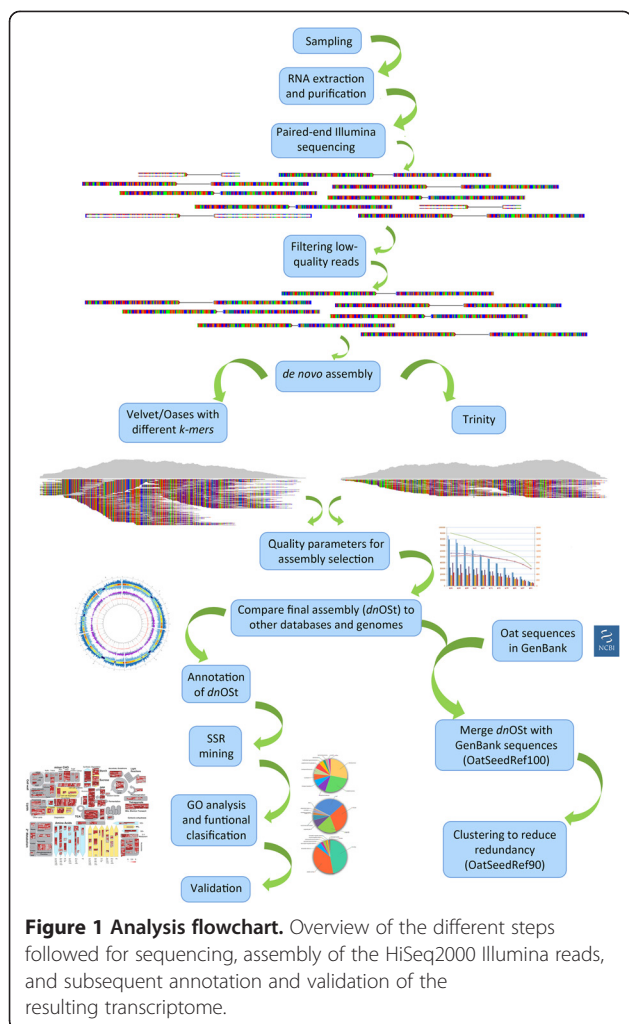 Sampling
RNA extraction
and purification
Paired-end Illumina
sequencing
Filtering low-
quality reads
de novo assembly
Velvet/Oases with
different k-mers
Trinity
Quality parameters for
assembly selection
Compare final assembly (dnOSt) to
other databases and genomes
Oat sequences
in GenBank
NCBI
Annotation
of dnOSt
SSR
mining
Merge dnOSt with
GenBank sequences
(OatSeedRef100)
GO analysis
and funtional
clasification
Clustering to reduce
redundancy
(OatSeedRef90)
Validation
Figure 1 Analysis flowchart. Overview of the different steps
followed for sequencing, assembly of the HiSeq2000 Illumina reads,
and subsequent annotation and validation of the
resulting transcriptome.